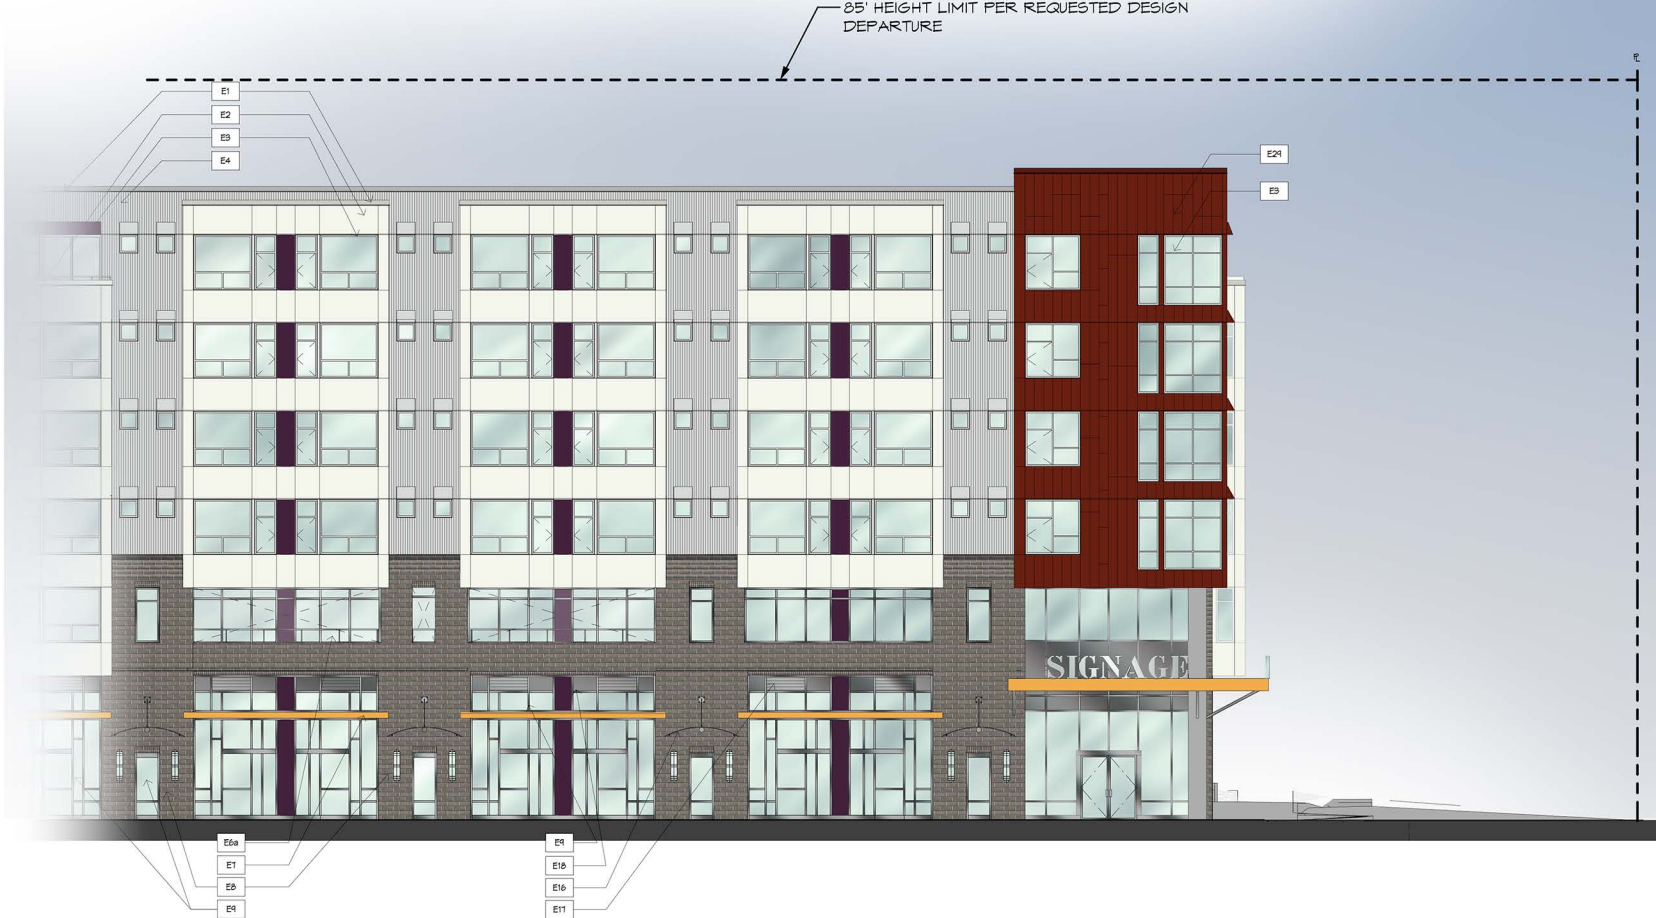 85' HEIGHT LIMIT PER REQUESTED DESIGN
DEPARTURE
PL
E1
E2
E3
E4
E29
E3
SIGNAGE
E6a
E7
E8
E9
E9
E18
E16
E17